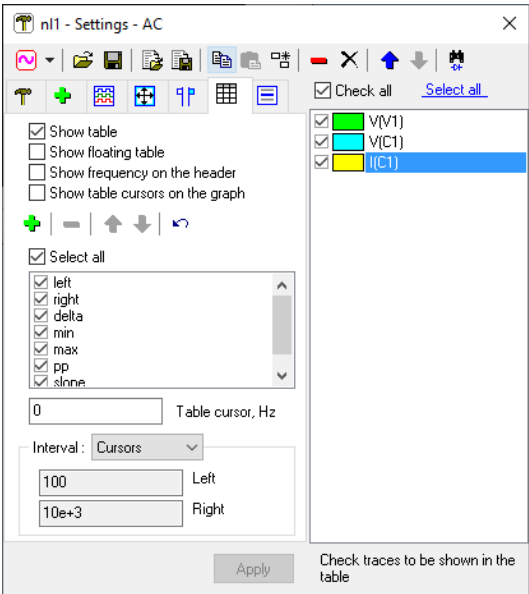 nl1 - Settings - AC
Check all
Select all
Show table
Show floating table
Show frequency on the header
Show table cursors on the graph
V(V1)
V(C1)
I(C1)
Select all
left
right
delta
min
max
pp
slope
0
Table cursor, Hz
Interval :
Cursors
100
Left
10e+3
Right
Apply
Check traces to be shown in the
table